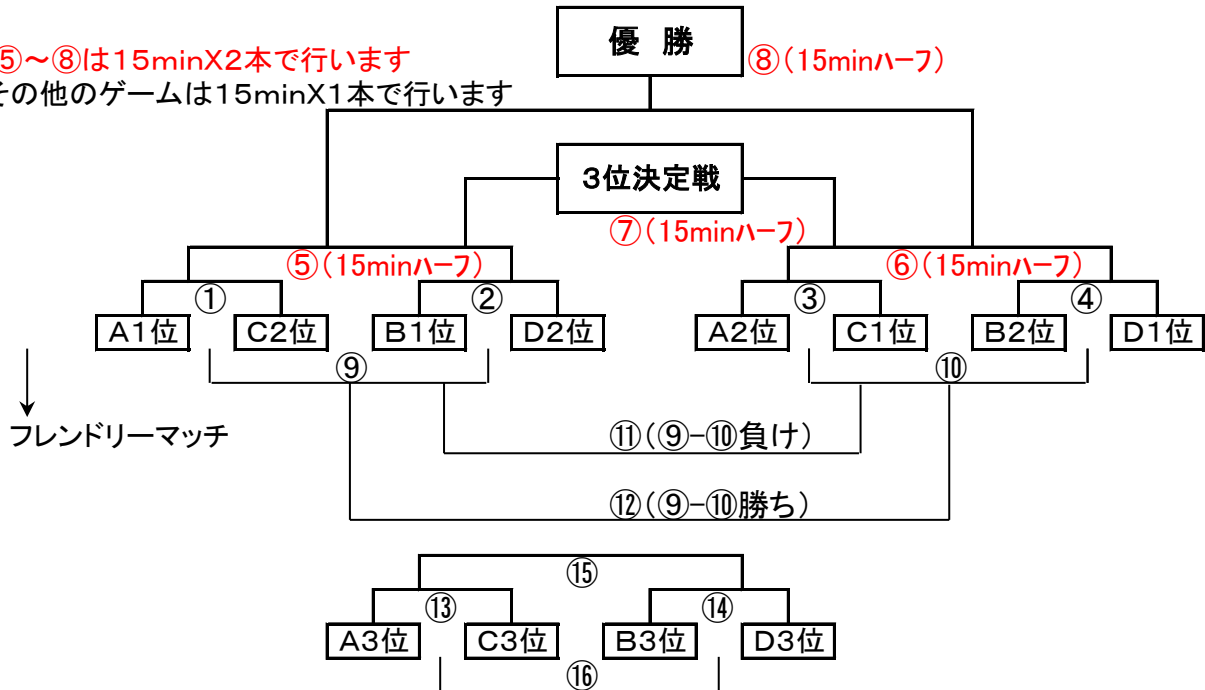 優 勝
⑤～⑧は15minX2本で行います
⑧(15minハーフ)
その他のゲームは15minX1本で行います
3位決定戦
⑦(15minハーフ)
⑤(15minハーフ)
⑥(15minハーフ)
① ② ③ ④
A1位 C2位 B1位 D2位 A2位 C1位 B2位 D1位
⑨ ⑩
フレンドリーマッチ
⑪(⑨-⑩負け)
⑫(⑨-⑩勝ち)
⑮
⑬ ⑭
A3位 C3位 B3位 D3位
⑯